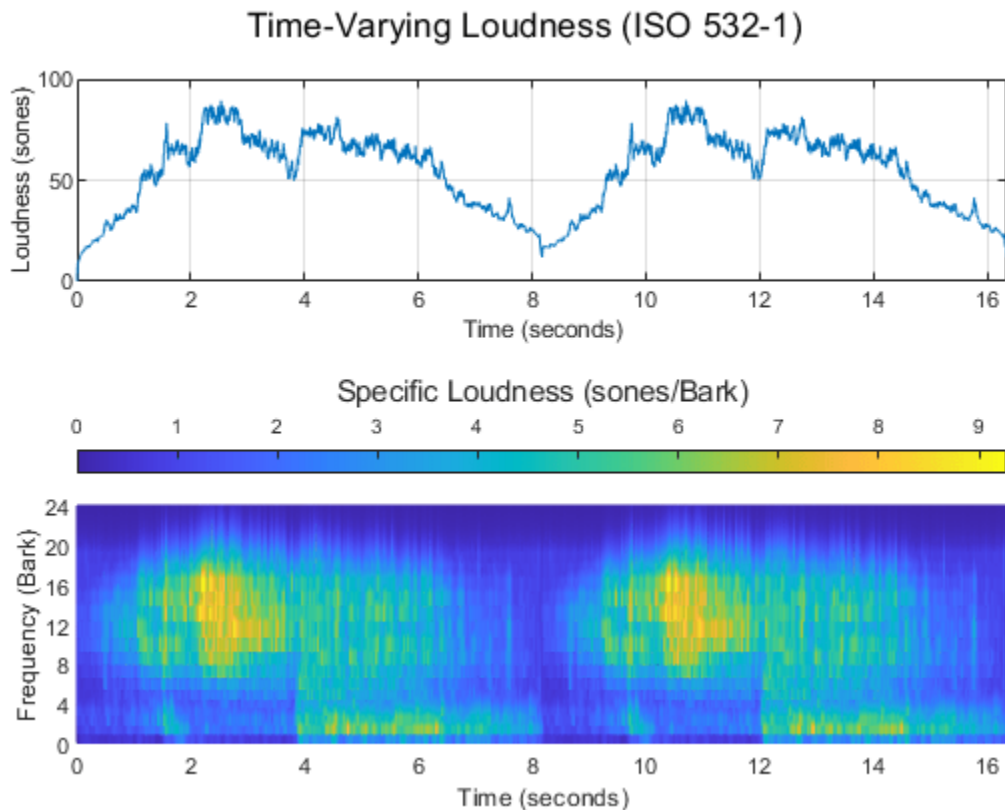 Time-Varying Loudness (ISO 532-1)
100
50
0
Loudness (sones)
0 2 4 6 8 10 12 14 16
Time (seconds)
Specific Loudness (sones/Bark)
0 1 2 3 4 5 6 7 8 9
24
20
16
12
8
4
0
Frequency (Bark)
0 2 4 6 8 10 12 14 16
Time (seconds)